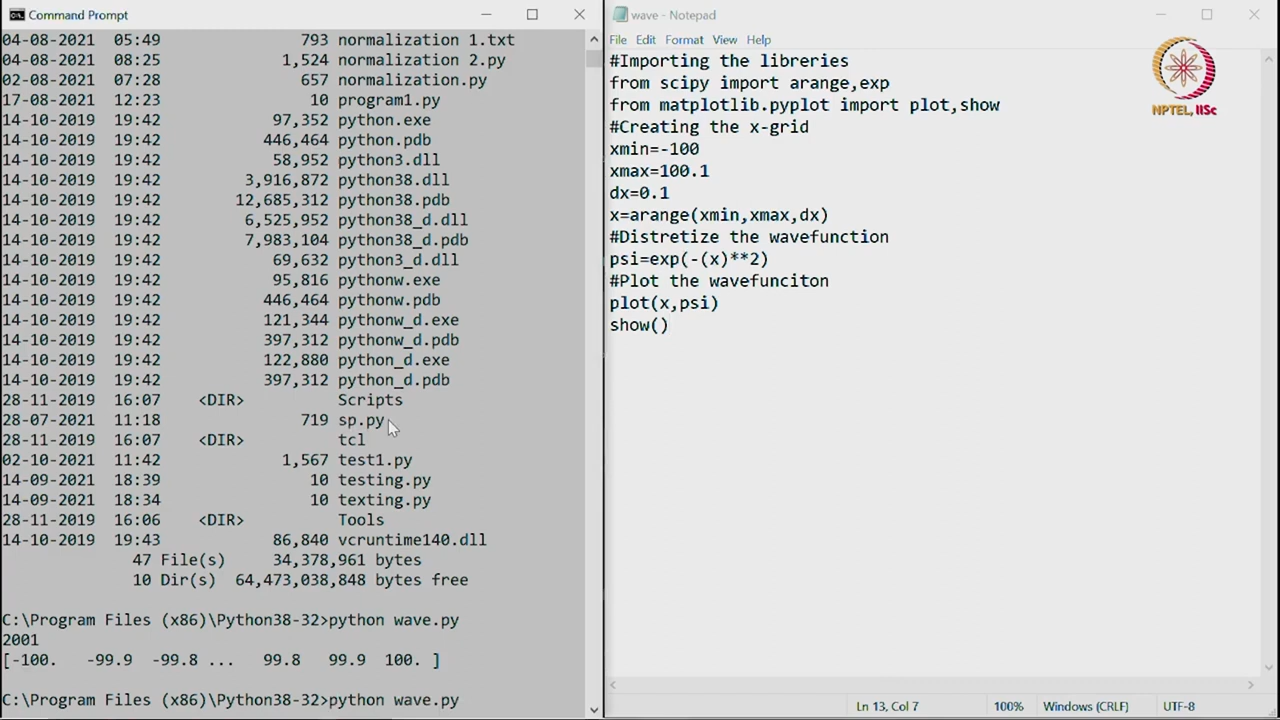 Command Prompt
04-08-2021  05:49               793 normalization 1.txt
04-08-2021  08:25             1,524 normalization 2.py
02-08-2021  07:28               657 normalization.py
17-08-2021  12:23                10 program1.py
14-10-2019  19:42            97,352 python.exe
14-10-2019  19:42           446,464 python.pdb
14-10-2019  19:42            58,952 python3.dll
14-10-2019  19:42         3,916,872 python38.dll
14-10-2019  19:42        12,685,312 python38.pdb
14-10-2019  19:42         6,525,952 python38_d.dll
14-10-2019  19:42         7,983,104 python38_d.pdb
14-10-2019  19:42            69,632 python3_d.dll
14-10-2019  19:42            95,816 pythonw.exe
14-10-2019  19:42           446,464 pythonw.pdb
14-10-2019  19:42           121,344 pythonw_d.exe
14-10-2019  19:42           397,312 pythonw_d.pdb
14-10-2019  19:42           122,880 python_d.exe
14-10-2019  19:42           397,312 python_d.pdb
28-11-2019  16:07    <DIR>          Scripts
28-07-2021  11:18               719 sp.py
28-11-2019  16:07    <DIR>          tcl
02-10-2021  11:42             1,567 test1.py
14-09-2021  18:39                10 testing.py
14-09-2021  18:34                10 texting.py
28-11-2019  16:06    <DIR>          Tools
14-10-2019  19:43            86,840 vcruntime140.dll
47 File(s)     34,378,961 bytes
10 Dir(s)  64,473,038,848 bytes free
C:\Program Files (x86)\Python38-32>python wave.py
2001
[-100.   -99.9  -99.8 ...   99.8   99.9  100. ]
C:\Program Files (x86)\Python38-32>python wave.py
wave - Notepad
File Edit Format View Help
#Importing the libreries
from scipy import arange,exp
from matplotlib.pyplot import plot,show
#Creating the x-grid
xmin=-100
xmax=100.1
dx=0.1
x=arange(xmin,xmax,dx)
#Distretize the wavefunction
psi=exp(-(x)**2)
#Plot the wavefunciton
plot(x,psi)
show()
NPTEL, IISc
Ln 13, Col 7 100% Windows (CRLF) UTF-8